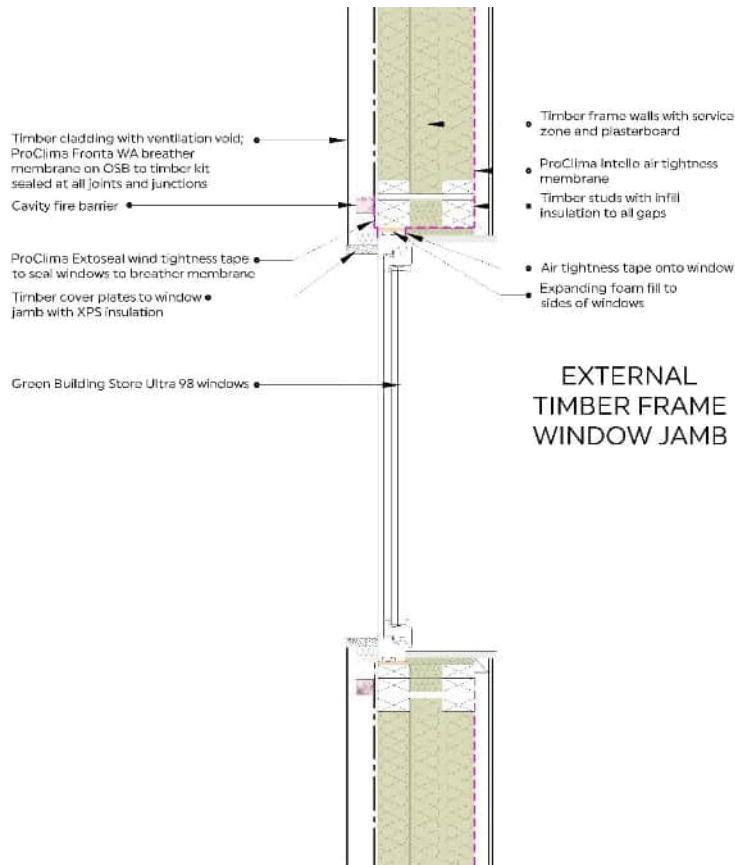 Timber cladding with ventilation void;
ProClima Fronta WA breather
membrane on OSB to timber kit
sealed at all joints and junctions
Cavity fire barrier
ProClima Extoseal wind tightness tape
to seal windows to breather membrane
Timber cover plates to window
jamb with XPS insulation
Green Building Store Ultra 98 windows
Timber frame walls with service
zone and plasterboard
ProClima Intello air tightness
membrane
Timber studs with infill
insulation to all gaps
Air tightness tape onto window
Expanding foam fill to
sides of windows
EXTERNAL
TIMBER FRAME
WINDOW JAMB